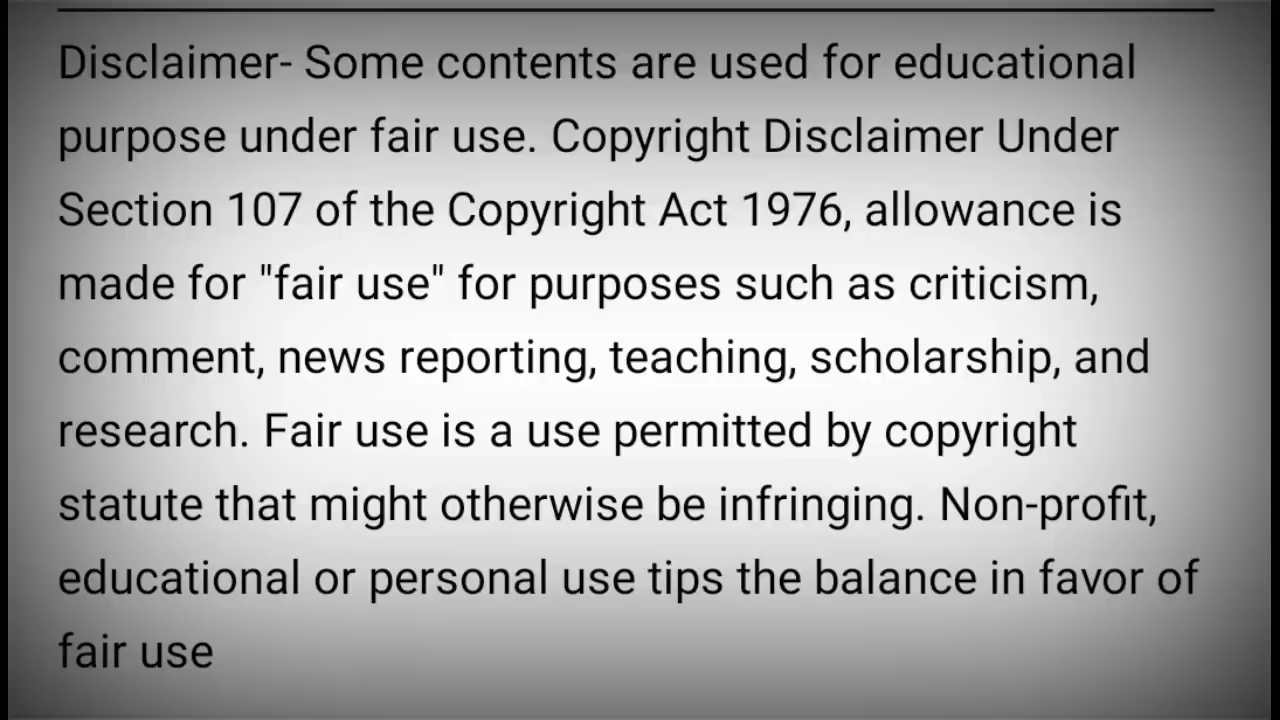 Disclaimer- Some contents are used for educational
purpose under fair use. Copyright Disclaimer Under
Section 107 of the Copyright Act 1976, allowance is
made for "fair use" for purposes such as criticism,
comment, news reporting, teaching, scholarship, and
research. Fair use is a use permitted by copyright
statute that might otherwise be infringing. Non-profit,
educational or personal use tips the balance in favor of
fair use